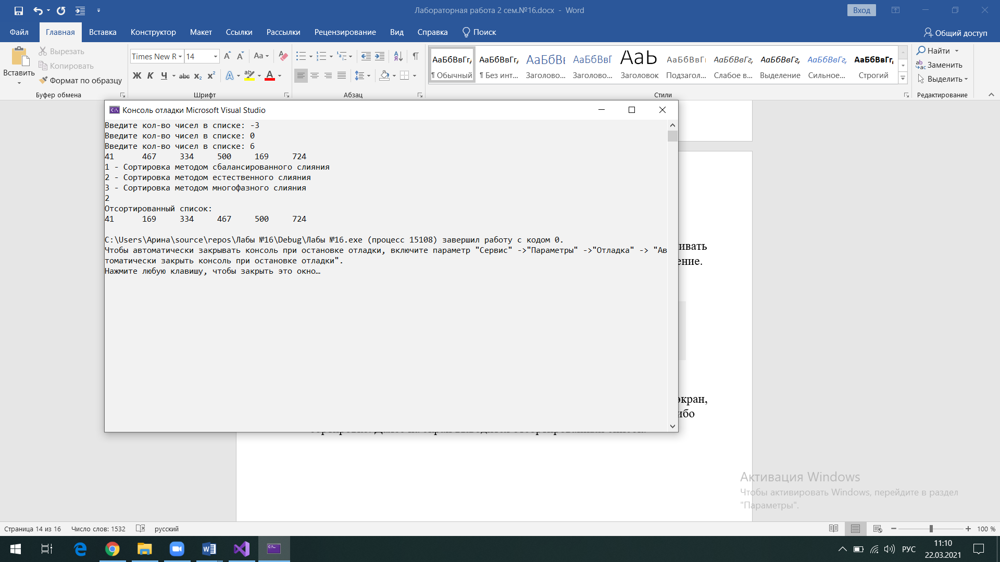 Лабораторная работа 2 сем.№16.docx - Word
Вход
Файл Главная Вставка Конструктор Макет Ссылки Рассылки Рецензирование Вид Справка Поиск Общий доступ
Вставить
Вырезать
Копировать
Формат по образцу
Буфер обмена
Times New R 14 Aa
Ж К Ч abc x₂ x² A ab A
Шрифт
Абзац
АаБбВвГг, АаБбВвГг, АаБбВв АаБбВвГ АаЬ АаБбВвГ АаБбВвГг, АаБбВвГг, АаБбВвГг, АаБбВвГг,
¶ Обычный ¶ Без инт... Заголово... Заголово... Заголовок Подзагол... Слабое в... Выделение Сильное... Строгий
Стили
Найти
Заменить
Выделить
Редактирование
Консоль отладки Microsoft Visual Studio
Введите кол-во чисел в списке: -3
Введите кол-во чисел в списке: 0
Введите кол-во чисел в списке: 6
41 467 334 500 169 724
1 - Сортировка методом сбалансированного слияния
2 - Сортировка методом естественного слияния
3 - Сортировка методом многофазного слияния
2
Отсортированный список:
41 169 334 467 500 724
C:\Users\Арина\source\repos\Лабы №16\Debug\Лабы №16.exe (процесс 15108) завершил работу с кодом 0.
Чтобы автоматически закрывать консоль при остановке отладки, включите параметр "Сервис" ->"Параметры" ->"Отладка" -> "Ав
томатически закрыть консоль при остановке отладки".
Нажмите любую клавишу, чтобы закрыть это окно…
ивать
ение.
экран,
ибо
Активация Windows
Чтобы активировать Windows, перейдите в раздел
"Параметры".
Страница 14 из 16 Число слов: 1532 русский 100 %
РУС
11:10
22.03.2021